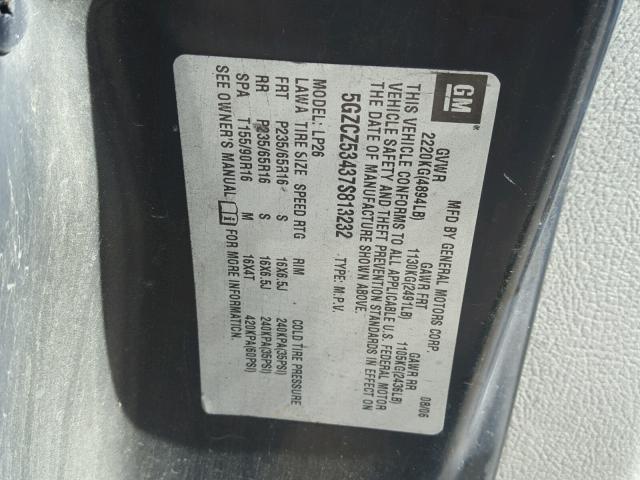 GM®
MFD BY GENERAL MOTORS CORP. 08/06
GVWR GAWR FRT GAWR RR
2220KG(4894LB) 1130KG(2491LB) 1105KG(2436LB)
THIS VEHICLE CONFORMS TO ALL APPLICABLE U.S. FEDERAL MOTOR
VEHICLE SAFETY AND THEFT PREVENTION STANDARDS IN EFFECT ON
THE DATE OF MANUFACTURE SHOWN ABOVE.
5GZCZ53437S813232 TYPE: M.P.V.
MODEL: LP26
LAWA TIRE SIZE SPEED RTG RIM COLD TIRE PRESSURE
FRT P235/65R16 S 16X6.5J 240KPA(35PSI)
RR P235/65R16 S 16X6.5J 240KPA(35PSI)
SPA T155/90R16 M 16X4T 420KPA(60PSI)
SEE OWNER'S MANUAL FOR MORE INFORMATION.